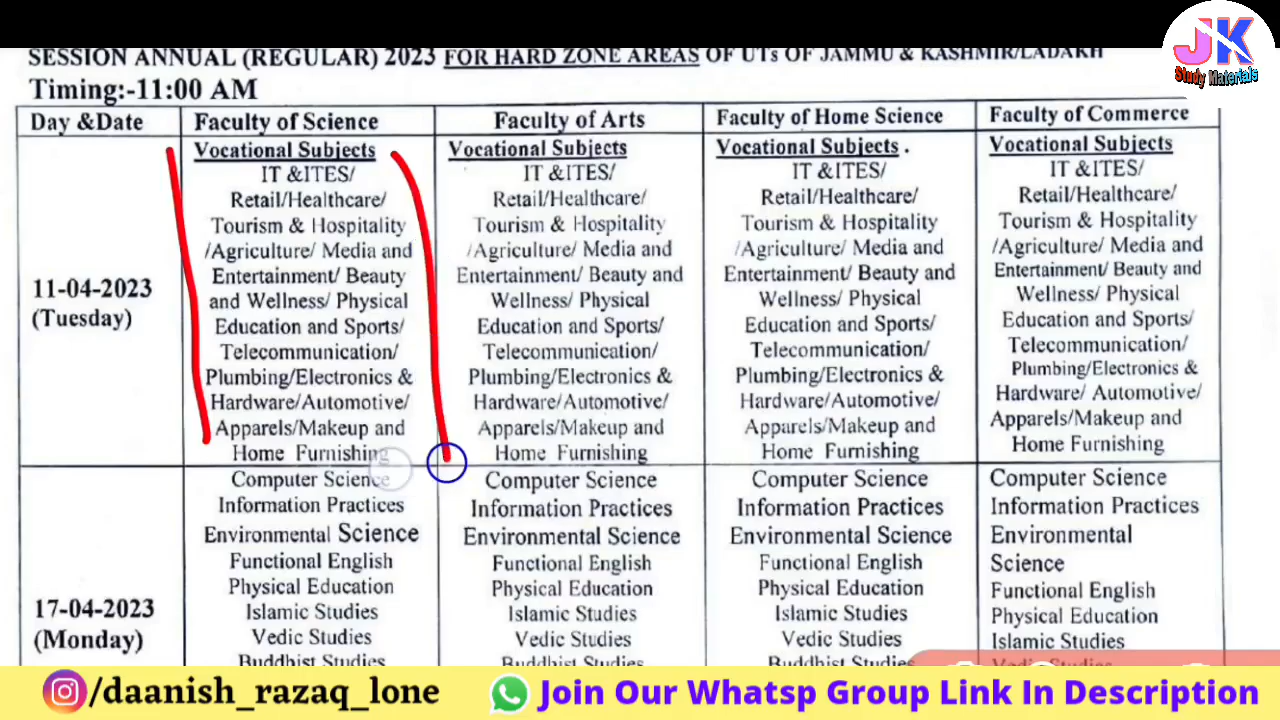 SESSION ANNUAL (REGULAR) 2023 FOR HARD ZONE AREAS OF UTs OF JAMMU & KASHMIR/LADAKH
JK
Study Materials
Timing:-11:00 AM
Day &Date
Faculty of Science
Faculty of Arts
Faculty of Home Science
Faculty of Commerce
11-04-2023
(Tuesday)
Vocational Subjects
IT &ITES/
Retail/Healthcare/
Tourism & Hospitality
/Agriculture/ Media and
Entertainment/ Beauty
and Wellness/ Physical
Education and Sports/
Telecommunication/
Plumbing/Electronics &
Hardware/Automotive/
Apparels/Makeup and
Home Furnishing
Vocational Subjects
IT &ITES/
Retail/Healthcare/
Tourism & Hospitality
/Agriculture/ Media and
Entertainment/ Beauty and
Wellness/ Physical
Education and Sports/
Telecommunication/
Plumbing/Electronics &
Hardware/Automotive/
Apparels/Makeup and
Home Furnishing
Vocational Subjects .
IT &ITES/
Retail/Healthcare/
Tourism & Hospitality
/Agriculture/ Media and
Entertainment/ Beauty and
Wellness/ Physical
Education and Sports/
Telecommunication/
Plumbing/Electronics &
Hardware/Automotive/
Apparels/Makeup and
Home Furnishing
Vocational Subjects
IT &ITES/
Retail/Healthcare/
Tourism & Hospitality
/Agriculture/ Media and
Entertainment/ Beauty and
Wellness/ Physical
Education and Sports/
Telecommunication/
Plumbing/Electronics &
Hardware/ Automotive/
Apparels/Makeup and
Home Furnishing
17-04-2023
(Monday)
Computer Science
Information Practices
Environmental Science
Functional English
Physical Education
Islamic Studies
Vedic Studies
Buddhist Studies
Computer Science
Information Practices
Environmental Science
Functional English
Physical Education
Islamic Studies
Vedic Studies
Buddhist Studies
Computer Science
Information Practices
Environmental Science
Functional English
Physical Education
Islamic Studies
Vedic Studies
Buddhist Studies
Computer Science
Information Practices
Environmental
Science
Functional English
Physical Education
Islamic Studies
Vedic Studies
/daanish_razaq_lone
Join Our Whatsp Group Link In Description